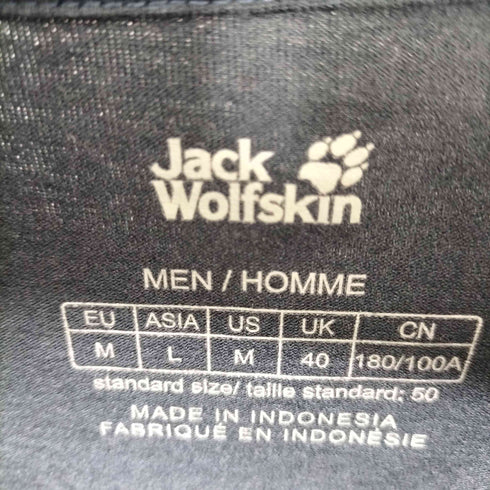 Jack
Wolfskin
MEN / HOMME
EU ASIA US UK CN
M L M 40 180/100A
standard size/ taille standard: 50
MADE IN INDONESIA
FABRIQUÉ EN INDONÉSIE